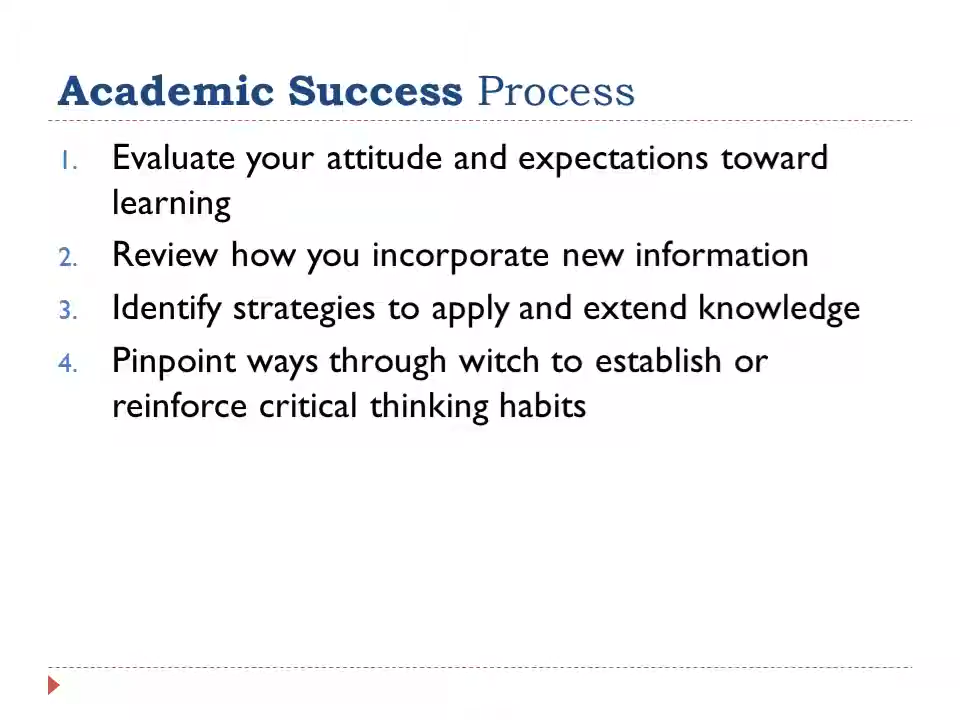 Academic Success Process
1. Evaluate your attitude and expectations toward
learning
2. Review how you incorporate new information
3. Identify strategies to apply and extend knowledge
4. Pinpoint ways through witch to establish or
reinforce critical thinking habits